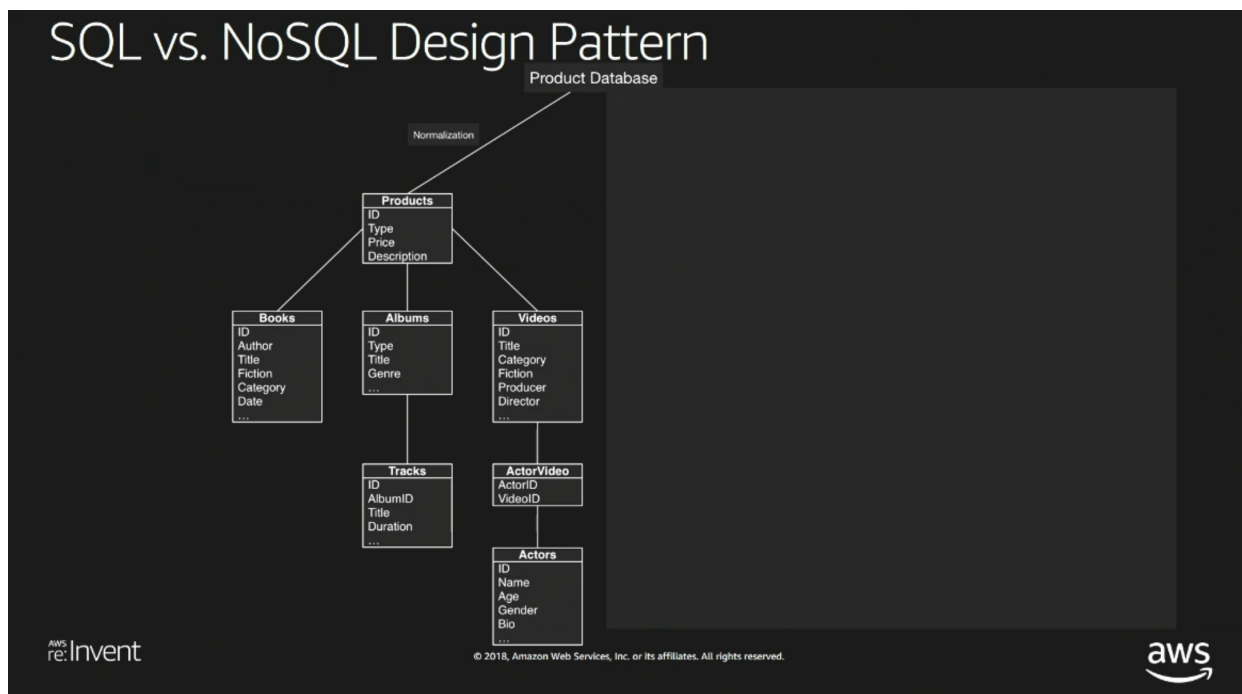 SQL vs. NoSQL Design Pattern
Product Database
Normalization
Products
ID
Type
Price
Description
Books
ID
Author
Title
Fiction
Category
Date
...
Albums
ID
Type
Title
Genre
...
Videos
ID
Title
Category
Fiction
Producer
Director
...
Tracks
ID
AlbumID
Title
Duration
...
ActorVideo
ActorID
VideoID
Actors
ID
Name
Age
Gender
Bio
...
AWS
re:Invent
© 2018, Amazon Web Services, Inc. or its affiliates. All rights reserved.
aws